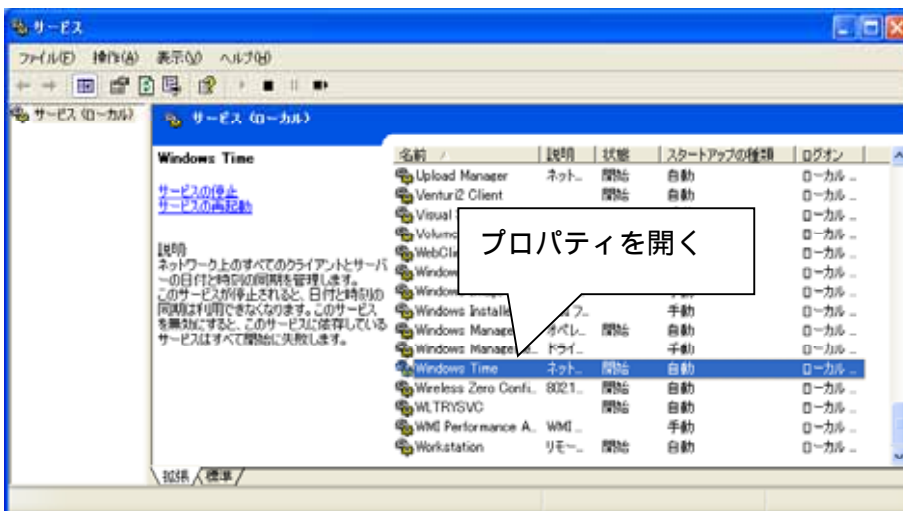 サービス
ファイル(F) 操作(A) 表示(V) ヘルプ(H)
サービス (ローカル)
サービス (ローカル)
Windows Time
サービスの停止
サービスの再起動
説明
ネットワーク上のすべてのクライアントとサーバ
ーの日付と時刻の同期を管理します。
このサービスが停止されると、日付と時刻の
同期は利用できなくなります。このサービス
を無効にすると、このサービスに依存している
サービスはすべて開始に失敗します。
名前 説明 状態 スタートアップの種類 ログオン
Upload Manager ネット... 開始 自動 ローカル ...
Venturi2 Client 開始 自動 ローカル ...
Visual ローカル ...
Volume ローカル ...
WebCli ローカル ...
Window ローカル ...
Window 手動 ローカル ...
Windows Installe 手動 ローカル ...
Windows Manage オペレ... 開始 自動 ローカル ...
Windows Manage ドライ... 手動 ローカル ...
Windows Time ネット... 開始 自動 ローカル ...
Wireless Zero Confi... 802.1... 開始 自動 ローカル ...
WLTRYSVC 開始 自動 ローカル ...
WMI Performance A... WMI ... 手動 ローカル ...
Workstation リモー... 開始 自動 ローカル ...
プロパティを開く
拡張 標準